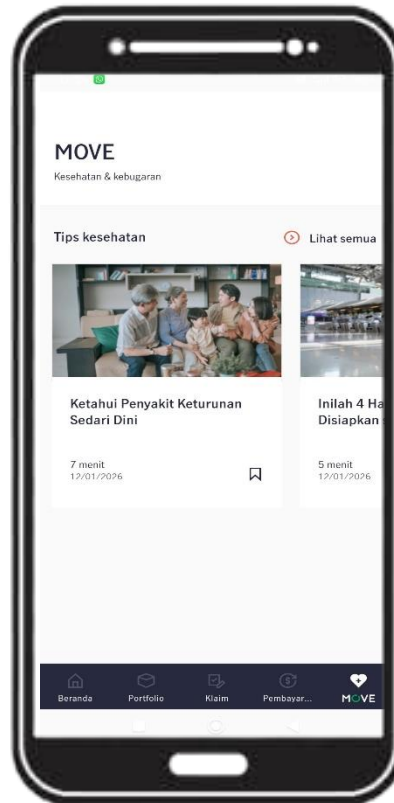 MOVE
Kesehatan & kebugaran
Tips kesehatan
Lihat semua
Ketahui Penyakit Keturunan
Sedari Dini
7 menit
12/01/2026
Inilah 4 Ha
Disiapkan
5 menit
12/01/2026
Beranda
Portfolio
Klaim
Pembayar...
MOVE